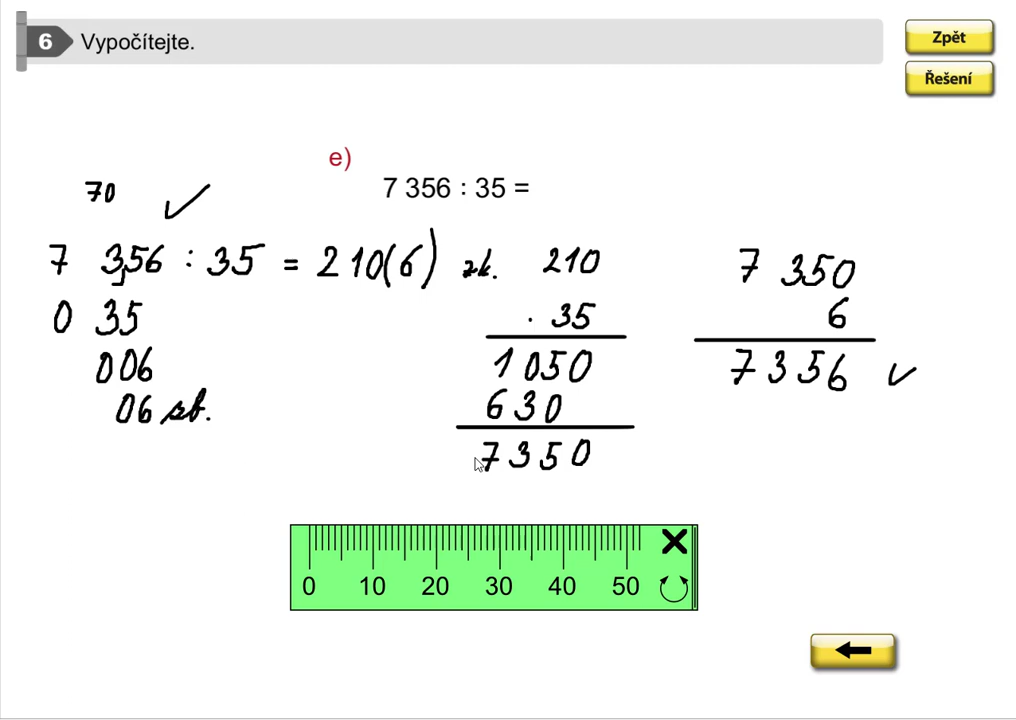 6 Vypočítejte.
Zpět
Řešení
e)
7 356 : 35 =
70
7 356 : 35 = 210(6)
0 35
006
06 zb.
zk. 210
. 35
1050
630
7350
7 350
6
7356
0 10 20 30 40 50